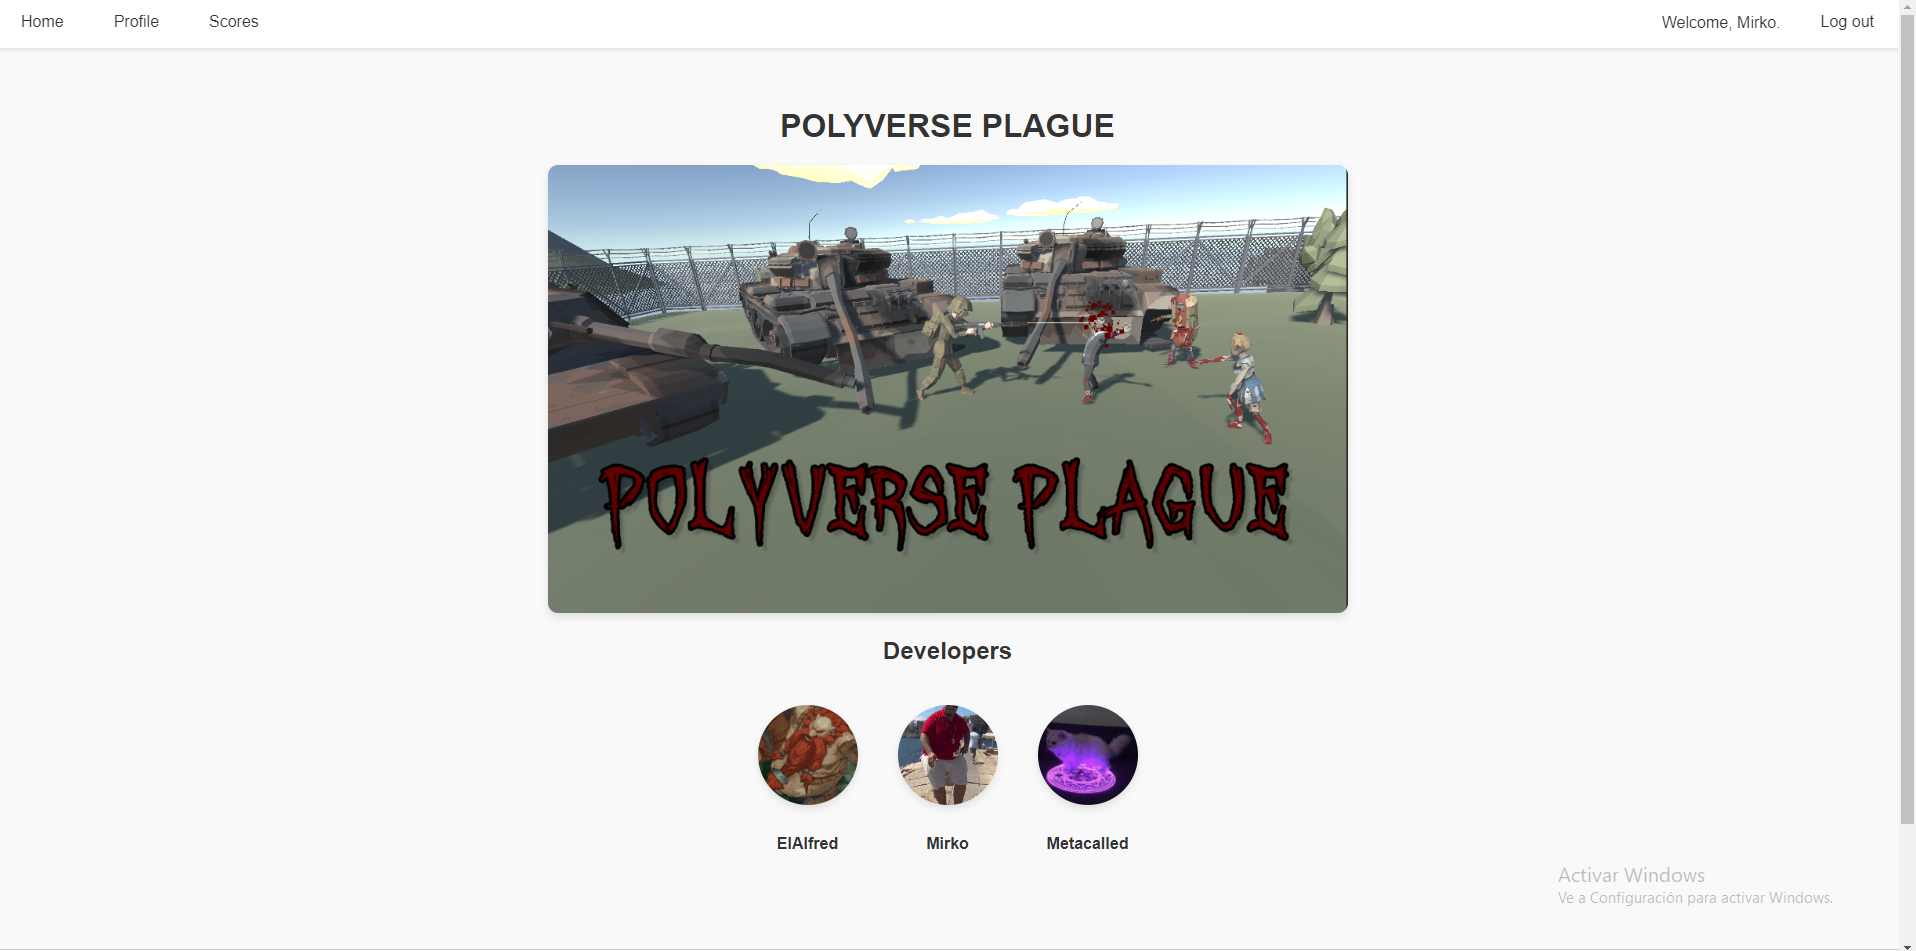 Home Profile Scores Welcome, Mirko. Log out
POLYVERSE PLAGUE
POLYVERSE PLAGUE
Developers
ElAlfred Mirko Metacalled
Activar Windows
Ve a Configuración para activar Windows.